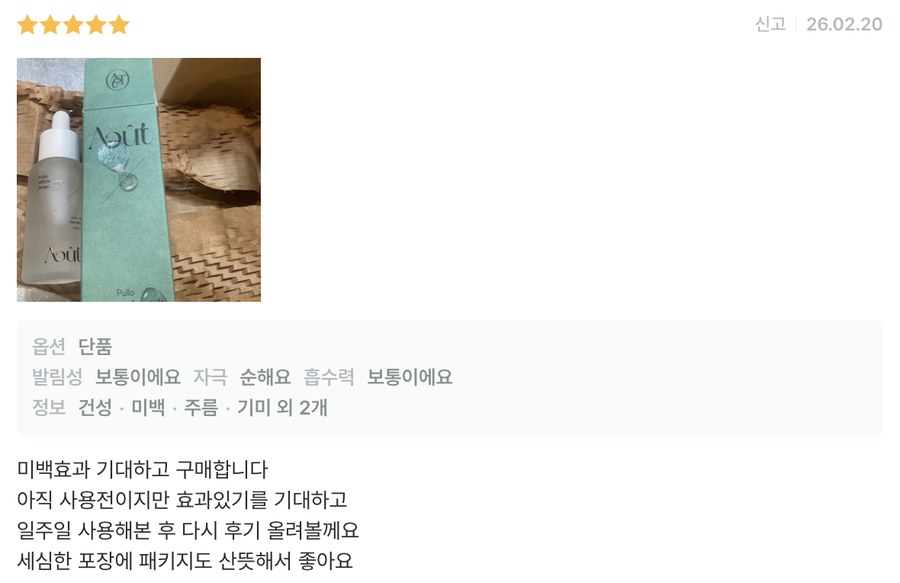 신고 26.02.20
Août
Août
Pullo
옵션 단품
발림성 보통이에요 자극 순해요 흡수력 보통이에요
정보 건성 · 미백 · 주름 · 기미 외 2개
미백효과 기대하고 구매합니다
아직 사용전이지만 효과있기를 기대하고
일주일 사용해본 후 다시 후기 올려볼께요
세심한 포장에 패키지도 산뜻해서 좋아요